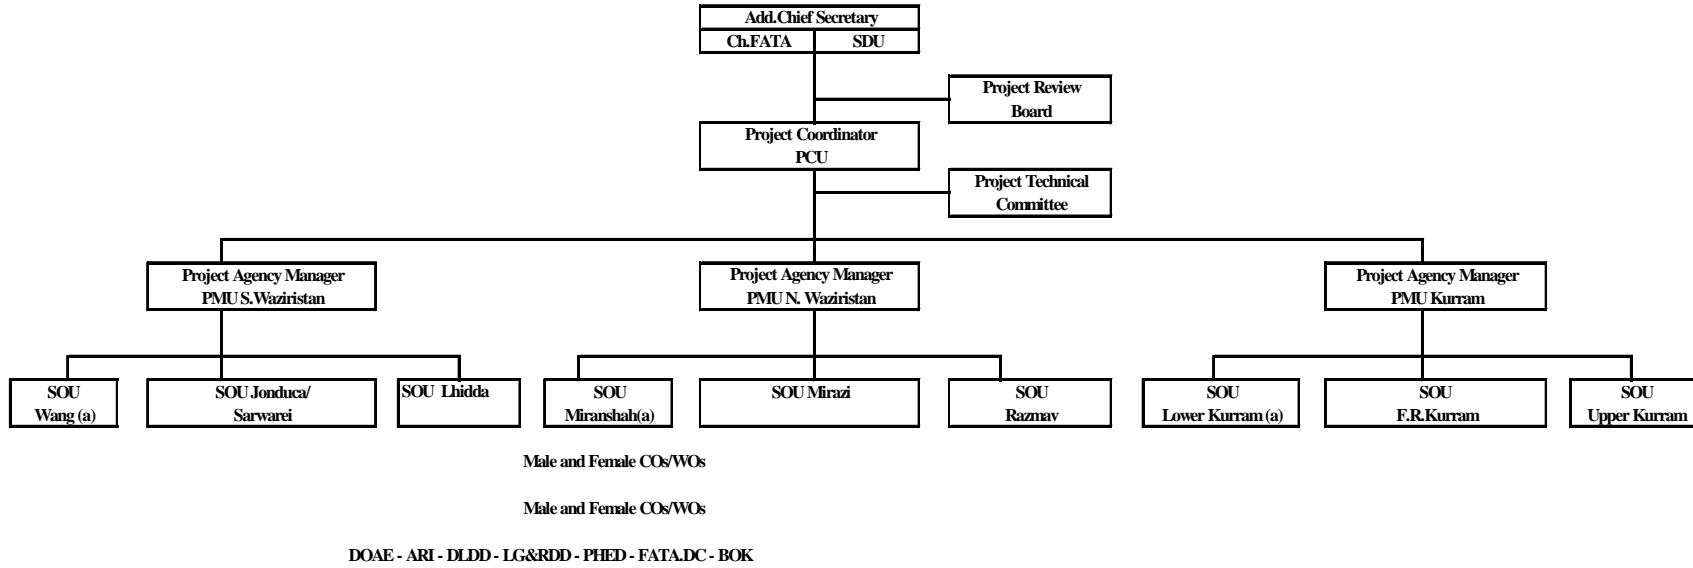 Add.Chief Secretary
Ch.FATA SDU
Project Review
Board
Project Coordinator
PCU
Project Technical
Committee
Project Agency Manager
PMU S.Waziristan
Project Agency Manager
PMU N. Waziristan
Project Agency Manager
PMU Kurram
SOU
Wang (a)
SOU Jonduca/
Sarwarei
SOU Lhidda
SOU
Miranshah(a)
SOU Mirazi
SOU
Razmav
SOU
Lower Kurram (a)
SOU
F.R.Kurram
SOU
Upper Kurram
Male and Female COs/WOs
Male and Female COs/WOs
DOAE - ARI - DLDD - LG&RDD - PHED - FATA.DC - BOK